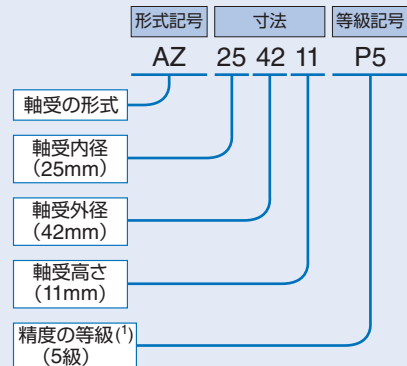 形式記号 寸法 等級記号
AZ 25 42 11 P5
軸受の形式
軸受内径
（25mm）
軸受外径
（42mm）
軸受高さ
（11mm）
精度の等級(¹)
（5級）